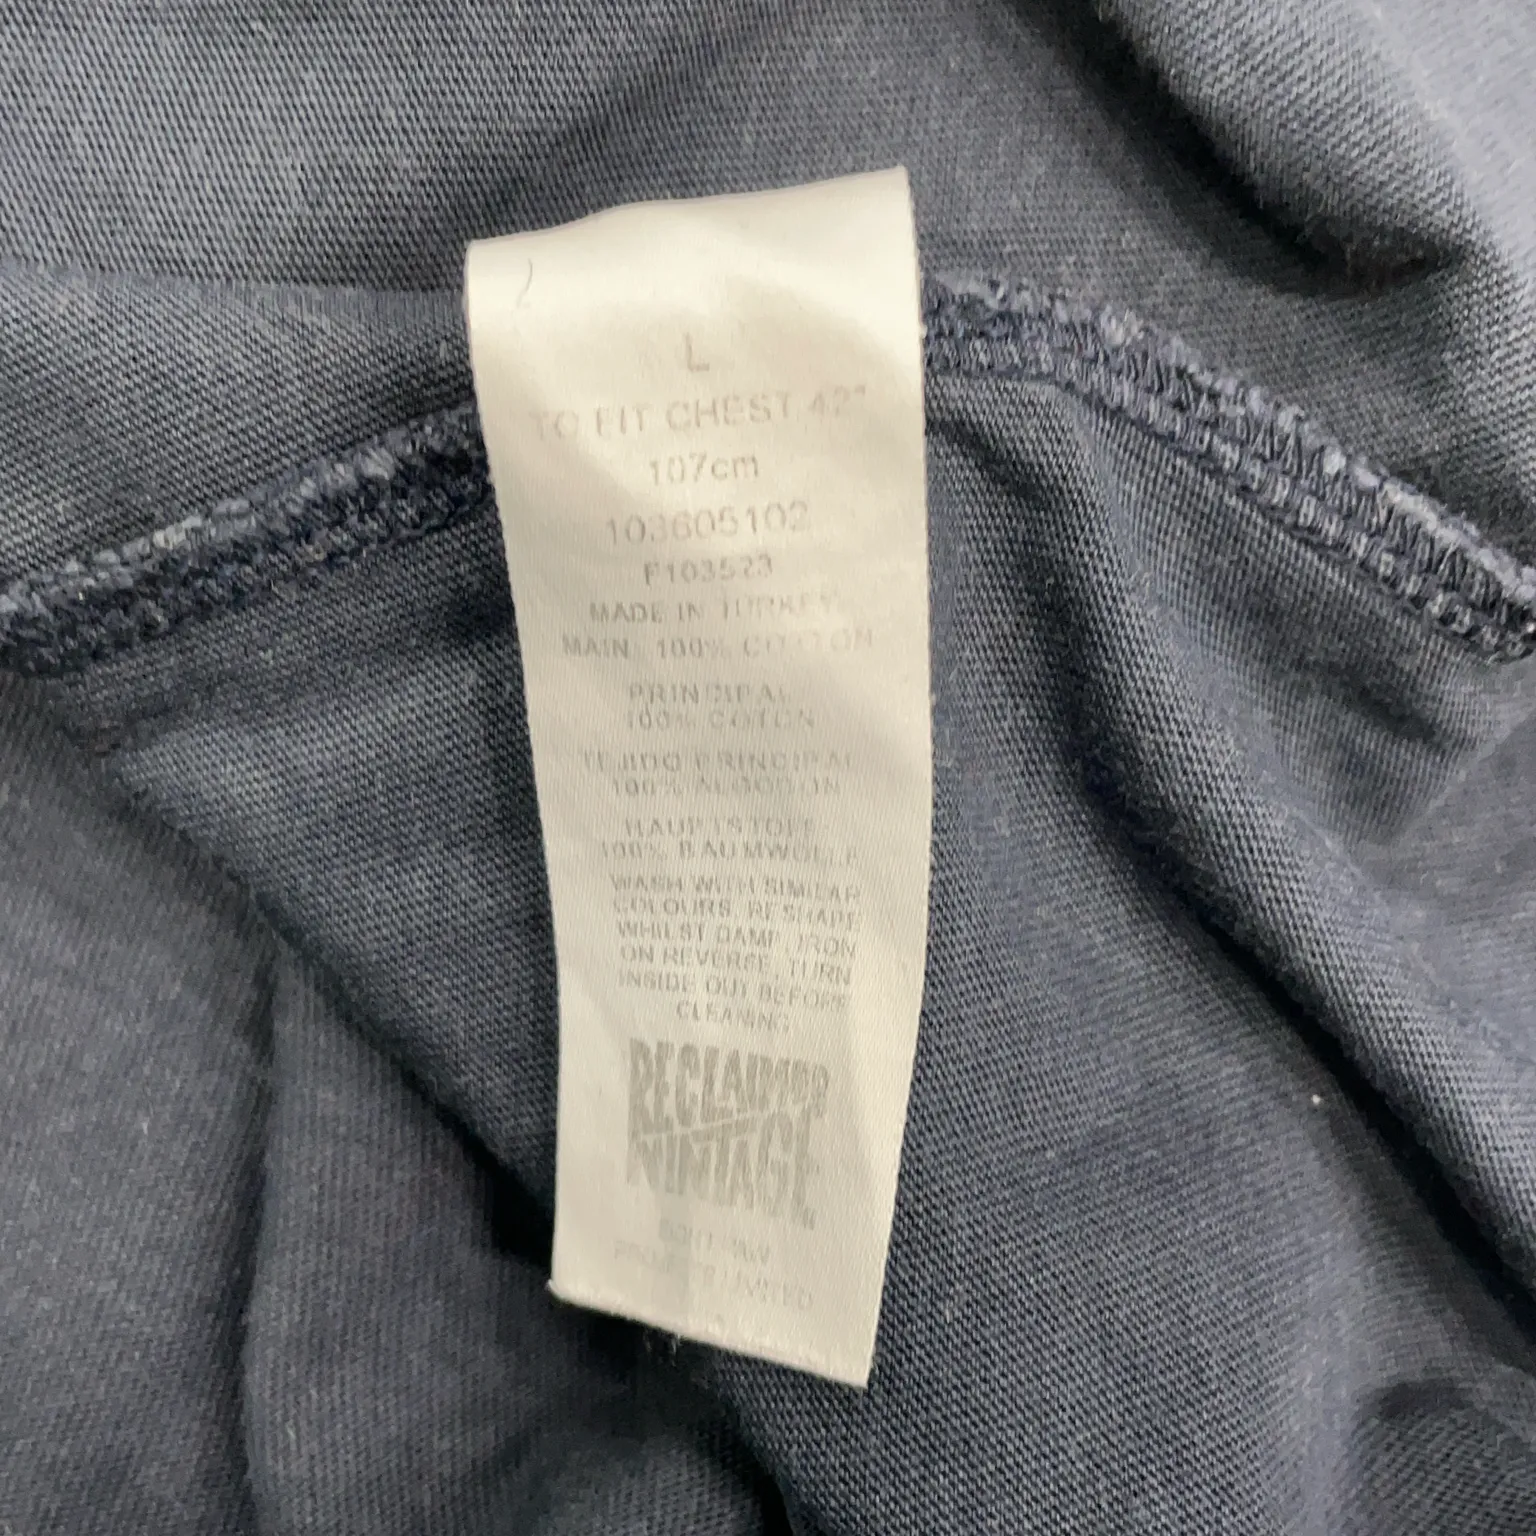 L
TO FIT CHEST 42"
107cm
103605102
F103523
MADE IN TURKEY
MAIN: 100% COTTON
PRINCIPAL
100% COTON
TEJIDO PRINCIPAL
100% ALGODON
HAUPTSTOFF
100% BAUMWOLLE
WASH WITH SIMILAR
COLOURS, RESHAPE
WHILST DAMP, IRON
ON REVERSE, TURN
INSIDE OUT BEFORE
CLEANING
RECLAIMED
VINTAGE
LIMITED